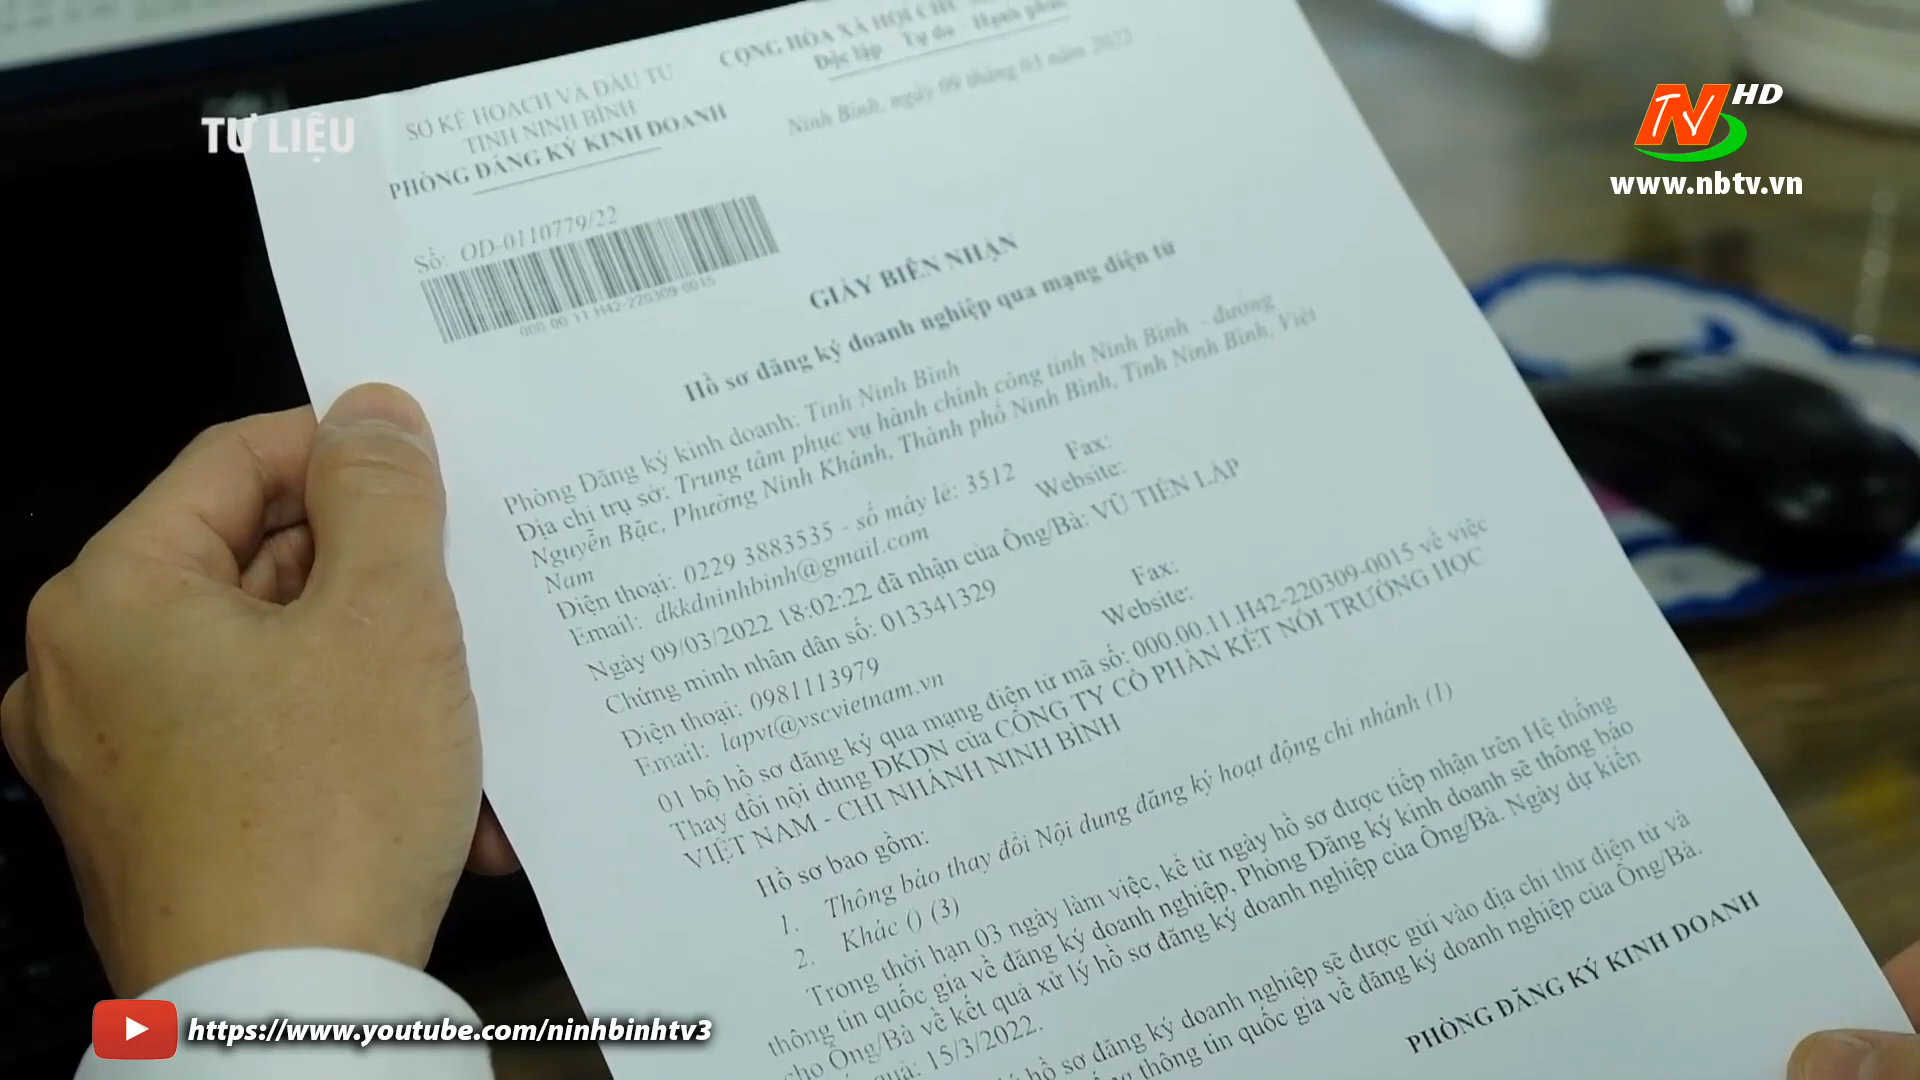 TƯ LIỆU
NTV HD
www.nbtv.vn
SỞ KẾ HOẠCH VÀ ĐẦU TƯ
TỈNH NINH BÌNH
PHÒNG ĐĂNG KÝ KINH DOANH
CỘNG HÒA XÃ HỘI CHỦ
Độc lập - Tự do - Hạnh phúc
Ninh Bình, ngày 09 tháng 03 năm 2022
Số: OD-0110779/22
000.00.11.H42-220309-0015
GIẤY BIÊN NHẬN
Hồ sơ đăng ký doanh nghiệp qua mạng điện tử
Phòng Đăng ký kinh doanh: Tỉnh Ninh Bình
Địa chỉ trụ sở: Trung tâm phục vụ hành chính công tỉnh Ninh Bình - đường
Nguyễn Bặc, Phường Ninh Khánh, Thành phố Ninh Bình, Tỉnh Ninh Bình, Việt
Nam
Điện thoại: 0229 3883535 - số máy lẻ: 3512 Fax:
Email: dkkdninhbinh@gmail.com Website:
Ngày 09/03/2022 18:02:22 đã nhận của Ông/Bà: VŨ TIẾN LẬP
Chứng minh nhân dân số: 013341329
Điện thoại: 0981113979 Fax:
Email: lapvt@vscvietnam.vn Website:
01 bộ hồ sơ đăng ký qua mạng điện tử mã số: 000.00.11.H42-220309-0015 về việc
Thay đổi nội dung ĐKDN của CÔNG TY CỔ PHẦN KẾT NỐI TRƯỜNG HỌC
VIỆT NAM - CHI NHÁNH NINH BÌNH
Hồ sơ bao gồm:
1. Thông báo thay đổi Nội dung đăng ký hoạt động chi nhánh (1)
2. Khác () (3)
Trong thời hạn 03 ngày làm việc, kể từ ngày hồ sơ được tiếp nhận trên Hệ thống
thông tin quốc gia về đăng ký doanh nghiệp, Phòng Đăng ký kinh doanh sẽ thông báo
cho Ông/Bà về kết quả xử lý hồ sơ đăng ký doanh nghiệp của Ông/Bà. Ngày dự kiến
quả: 15/3/2022.
hồ sơ đăng ký doanh nghiệp sẽ được gửi vào địa chỉ thư điện tử và
thông tin quốc gia về đăng ký doanh nghiệp của Ông/Bà.
PHÒNG ĐĂNG KÝ KINH DOANH
https://www.youtube.com/ninhbinhtv3